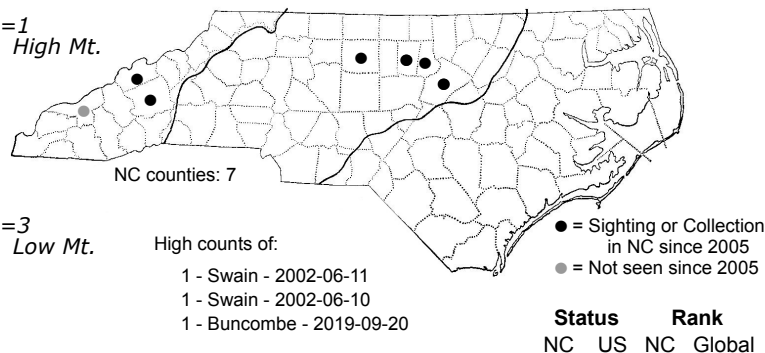 =1
High Mt.
NC counties: 7
=3
Low Mt.
High counts of:
1 - Swain - 2002-06-11
1 - Swain - 2002-06-10
1 - Buncombe - 2019-09-20
● = Sighting or Collection
in NC since 2005
● = Not seen since 2005
Status Rank
NC US NC Global